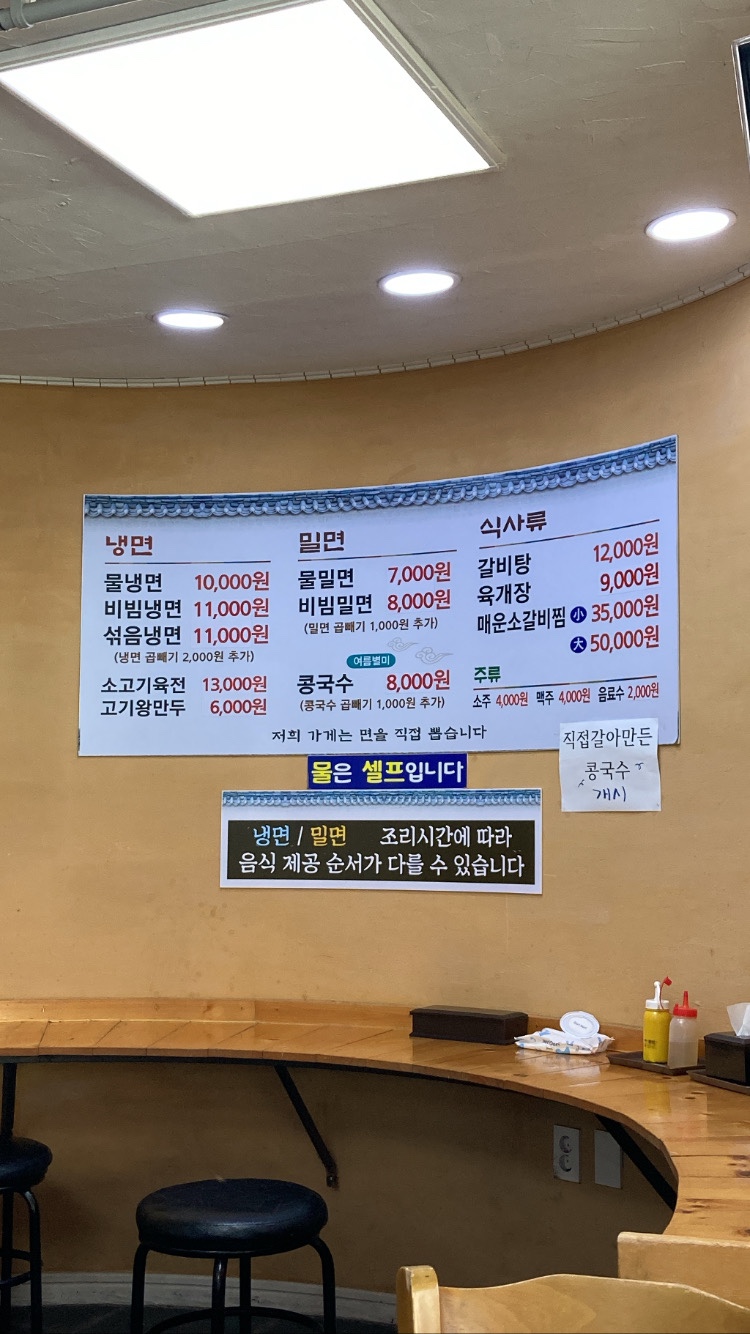 냉면
물냉면 10,000원
비빔냉면 11,000원
섞음냉면 11,000원
(냉면 곱빼기 2,000원 추가)
소고기육전 13,000원
고기왕만두 6,000원
밀면
물밀면 7,000원
비빔밀면 8,000원
(밀면 곱빼기 1,000원 추가)
여름별미
콩국수 8,000원
(콩국수 곱빼기 1,000원 추가)
식사류
갈비탕 12,000원
육개장 9,000원
매운소갈비찜 小 35,000원
大 50,000원
주류
소주 4,000원 맥주 4,000원 음료수 2,000원
저희 가게는 면을 직접 뽑습니다
직접갈아만든
콩국수
개시
물은 셀프입니다
냉면 / 밀면 조리시간에 따라
음식 제공 순서가 다를 수 있습니다